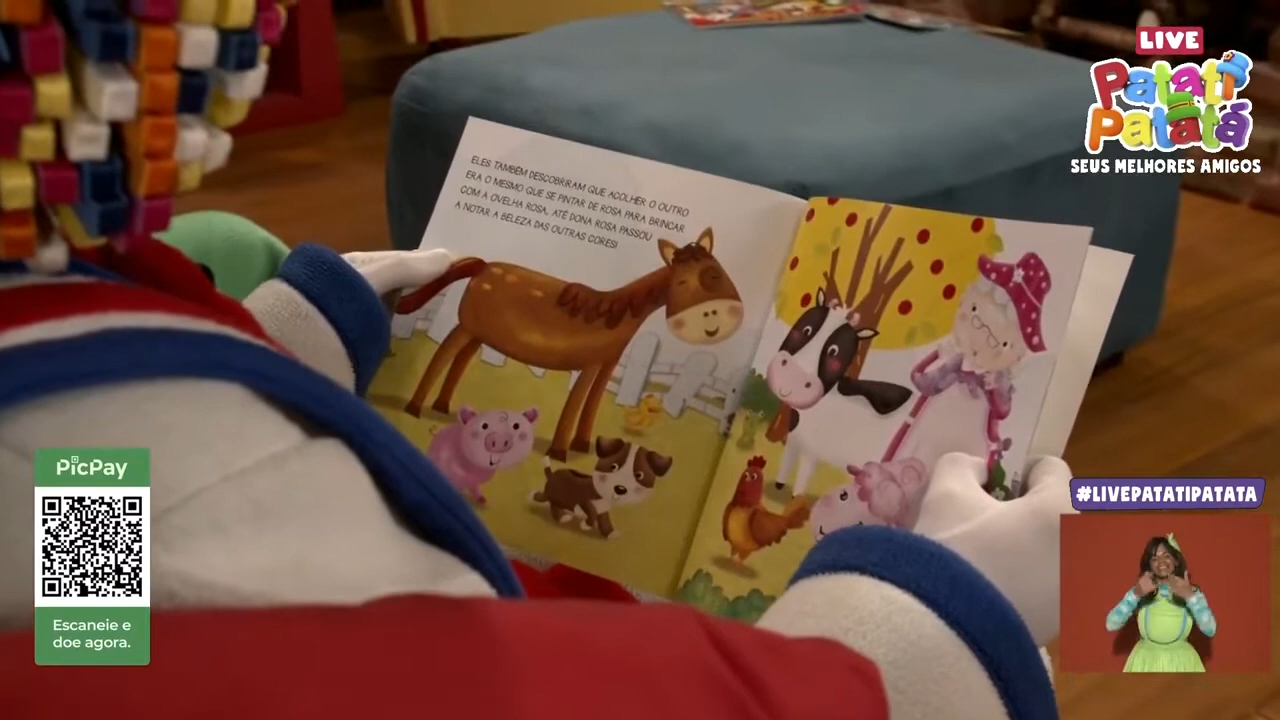 ELES TAMBÉM DESCOBRIRAM QUE ACOLHER O OUTRO
ERA O MESMO QUE SE PINTAR DE ROSA PARA BRINCAR
COM A OVELHA ROSA. ATÉ DONA ROSA PASSOU
A NOTAR A BELEZA DAS OUTRAS CORES!
LIVE
Patati
Patatá
SEUS MELHORES AMIGOS
PicPay
Escaneie e
doe agora.
#LIVEPATATIPATATA